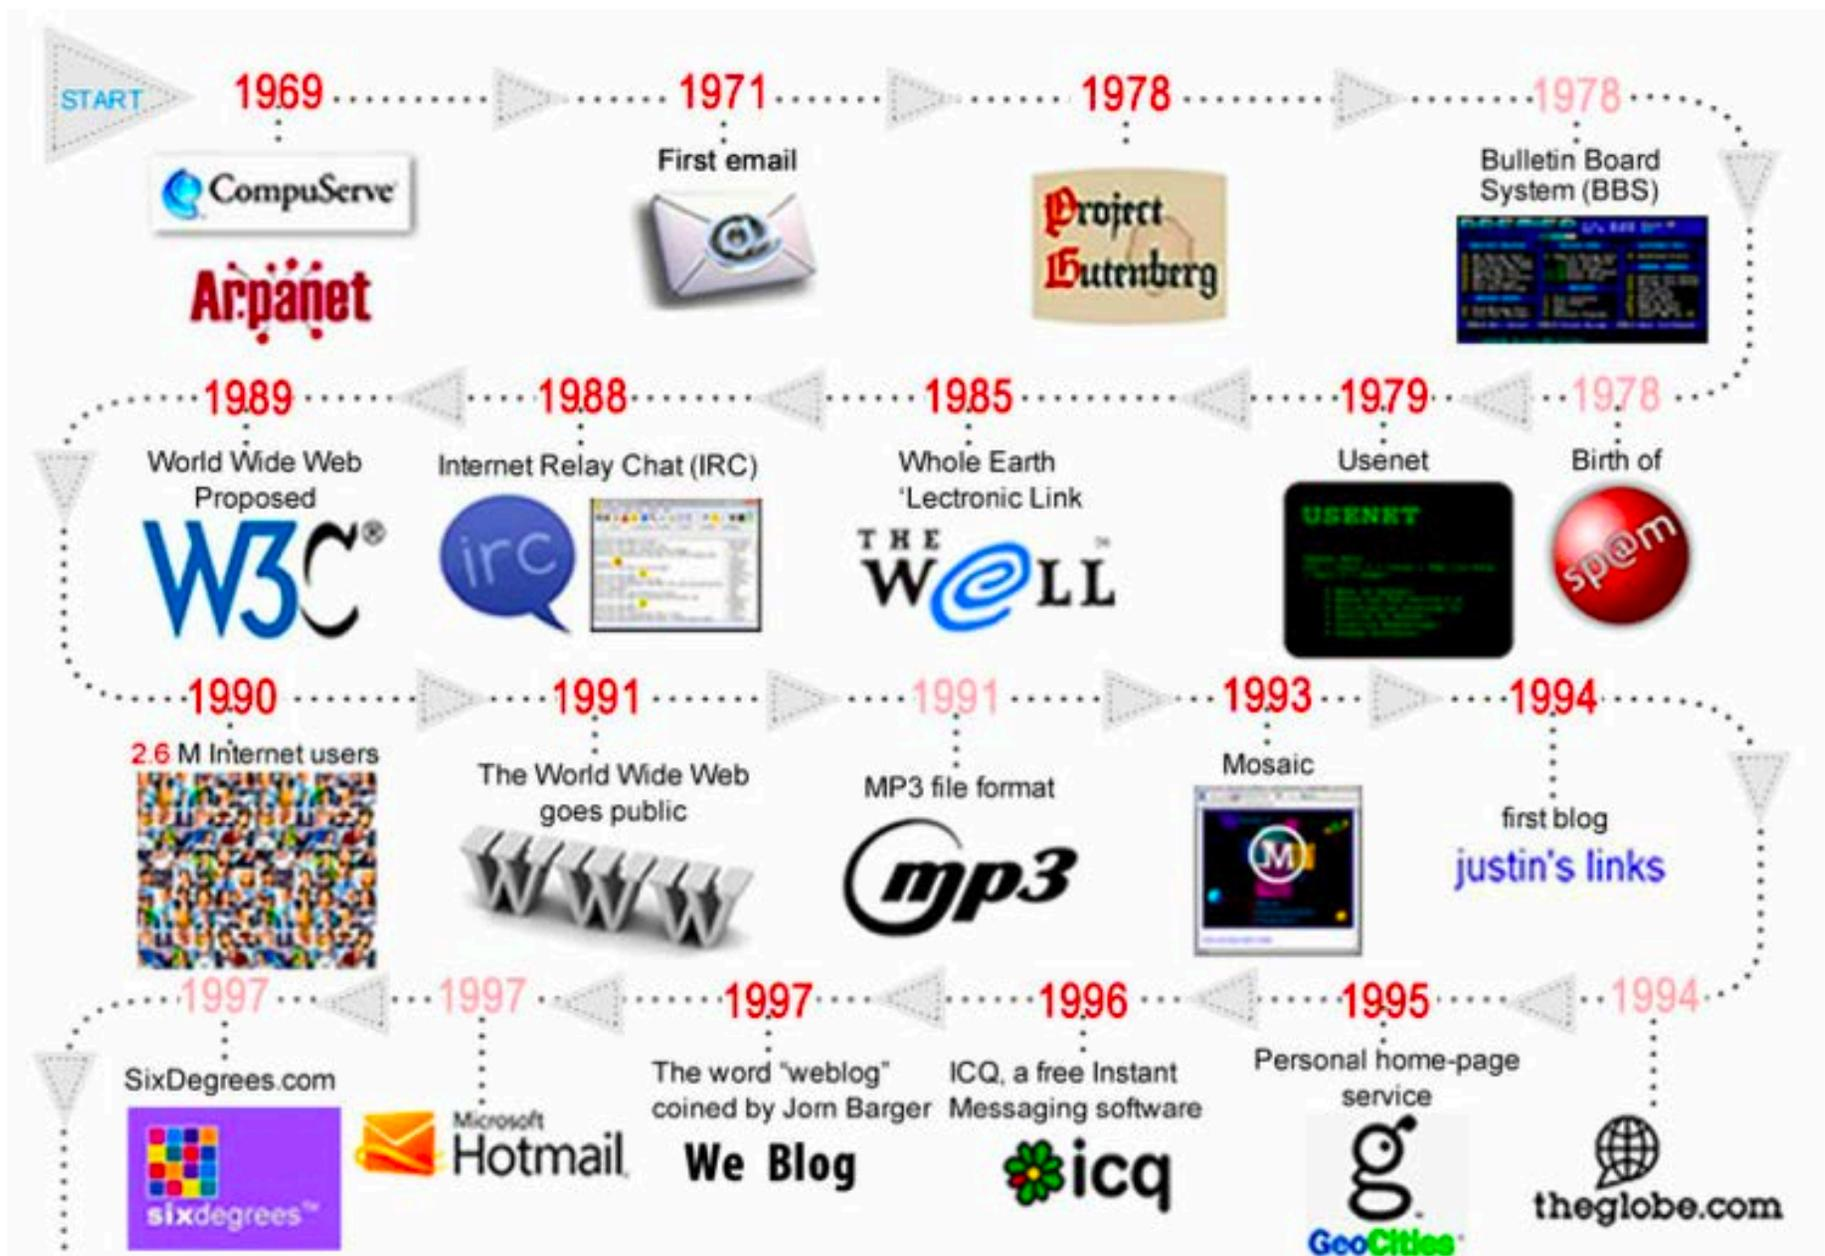 START
1969
CompuServe
Arpanet
1971
First email
@
1978
Project
Gutenberg
1978
Bulletin Board
System (BBS)
1978
Birth of
sp@m
1979
Usenet
USENET
1985
Whole Earth
‘Lectronic Link
THE
W@LL
1988
Internet Relay Chat (IRC)
irc
1989
World Wide Web
Proposed
W3C®
1990
2.6 M Internet users
1991
The World Wide Web
goes public
WWW
1991
MP3 file format
mp3
1993
Mosaic
M
1994
first blog
justin's links
1994
theglobe.com
1995
Personal home-page
service
g
GeoCities
1996
ICQ, a free Instant
Messaging software
icq
1997
The word “weblog”
coined by Jorn Barger
We Blog
1997
Microsoft
Hotmail
1997
SixDegrees.com
sixdegrees™